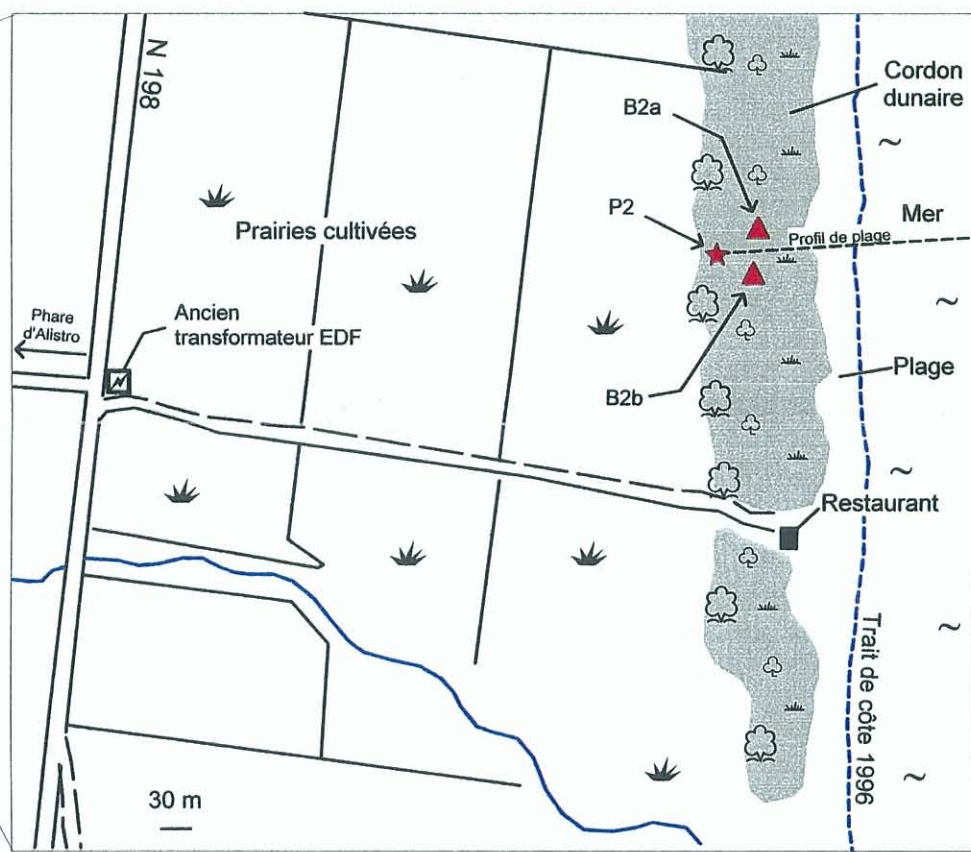 N 198
Cordon
dunaire
B2a
P2
Mer
Profil de plage
Prairies cultivées
Phare
d'Alistro
Ancien
transformateur EDF
Plage
B2b
Restaurant
Trait de côte 1996
30 m